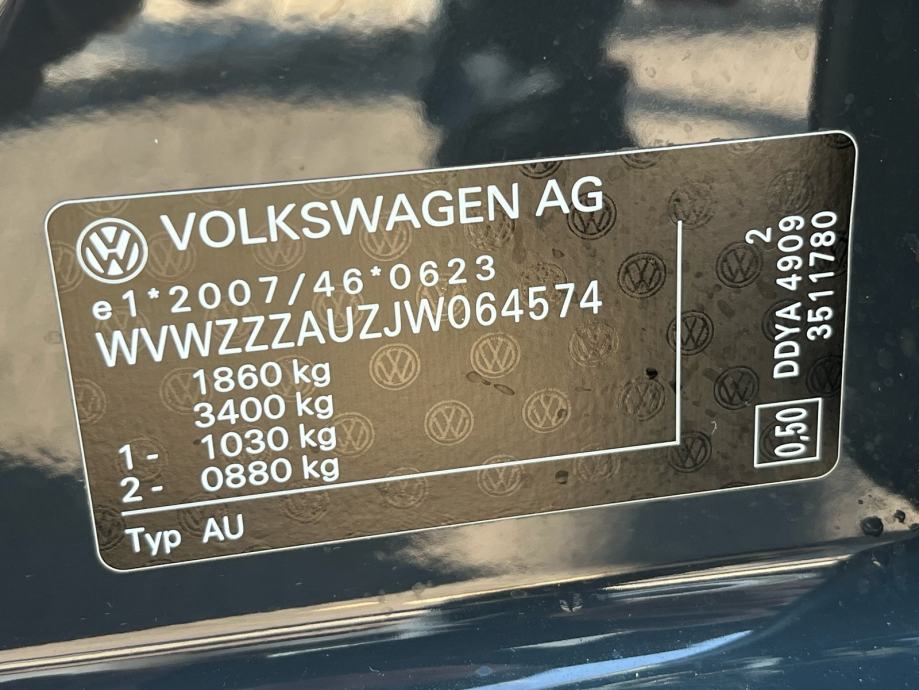 VOLKSWAGEN AG
e1*2007/46*0623
WVWZZZAUZJW064574
1860 kg
3400 kg
1 - 1030 kg
2 - 0880 kg
Typ AU
2
DDYA 4909
3511780
0,50